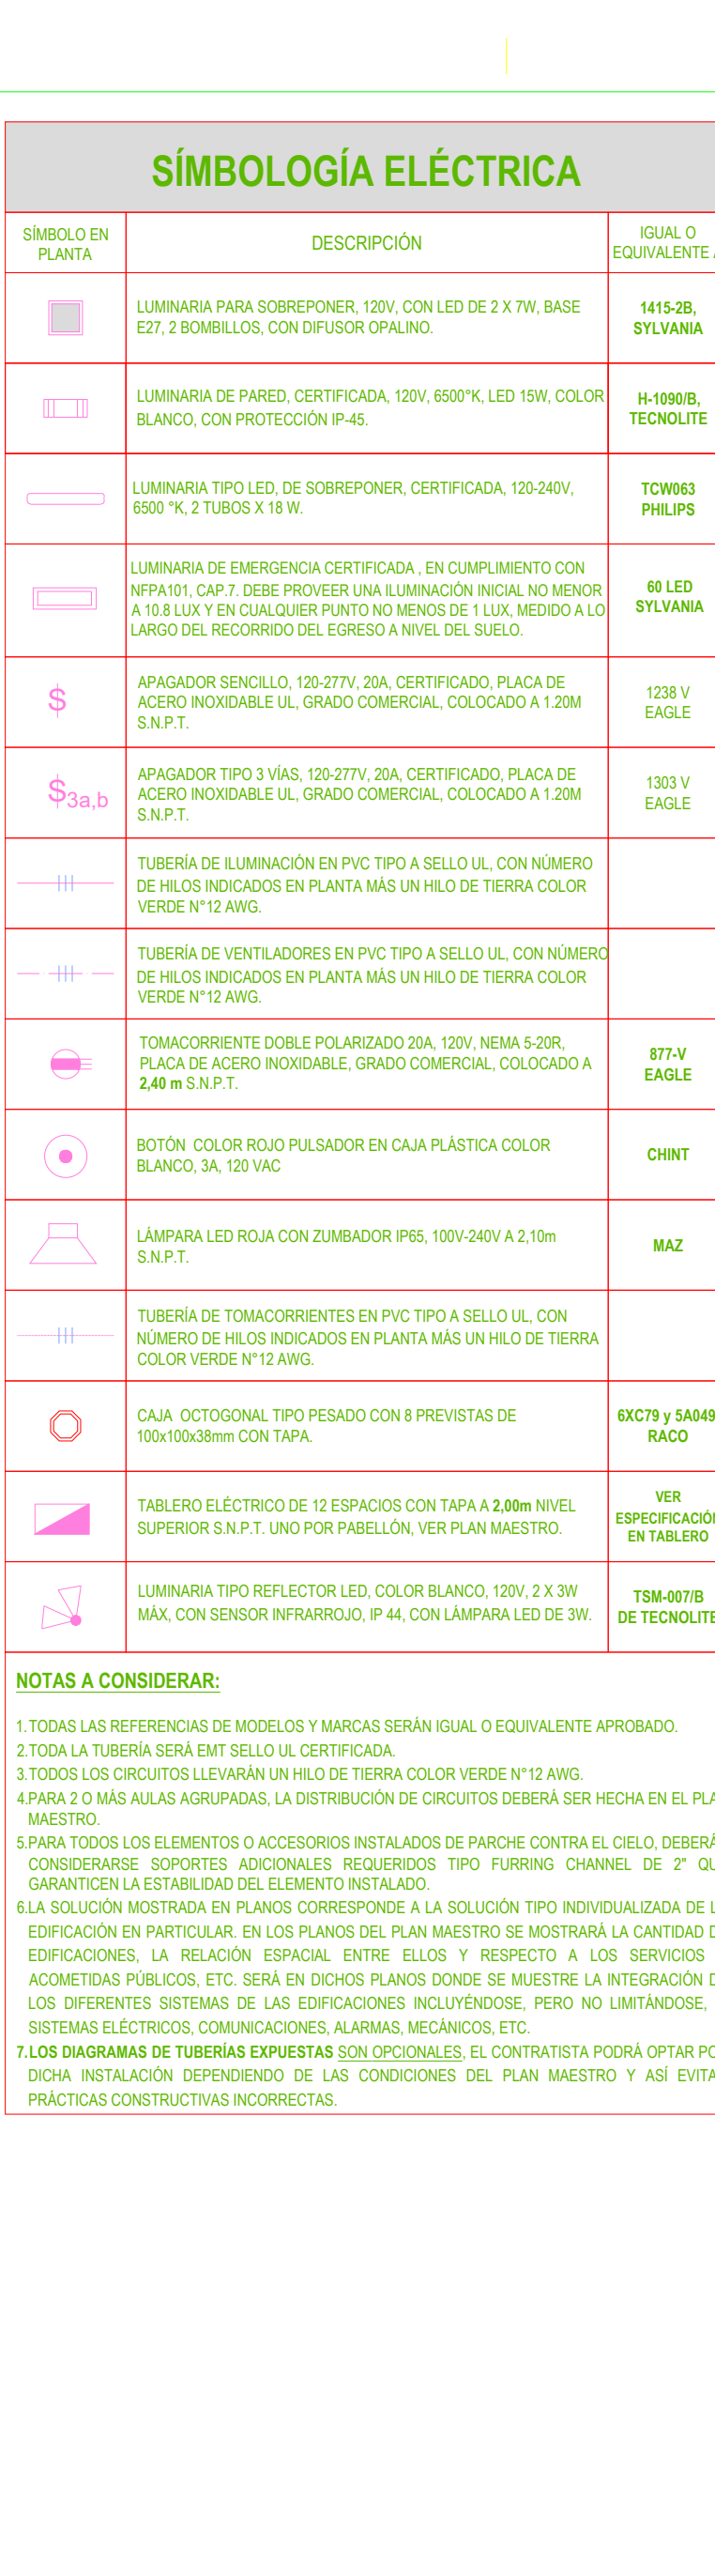 SÍMBOLOGÍA ELÉCTRICA
SÍMBOLO EN
PLANTA
DESCRIPCIÓN
IGUAL O
EQUIVALENTE
LUMINARIA PARA SOBREPONER, 120V, CON LED DE 2 X 7W, BASE
E27, 2 BOMBILLOS, CON DIFUSOR OPALINO.
1415-2B,
SYLVANIA
LUMINARIA DE PARED, CERTIFICADA, 120V, 6500°K, LED 15W, COLOR
BLANCO, CON PROTECCIÓN IP-45.
H-1090/B,
TECNOLITE
LUMINARIA TIPO LED, DE SOBREPONER, CERTIFICADA, 120-240V,
6500 °K, 2 TUBOS X 18 W.
TCW063
PHILIPS
LUMINARIA DE EMERGENCIA CERTIFICADA , EN CUMPLIMIENTO CON
NFPA101, CAP.7. DEBE PROVEER UNA ILUMINACIÓN INICIAL NO MENOR
A 10.8 LUX Y EN CUALQUIER PUNTO NO MENOS DE 1 LUX, MEDIDO A LO
LARGO DEL RECORRIDO DEL EGRESO A NIVEL DEL SUELO.
60 LED
SYLVANIA
$
APAGADOR SENCILLO, 120-277V, 20A, CERTIFICADO, PLACA DE
ACERO INOXIDABLE UL, GRADO COMERCIAL, COLOCADO A 1.20M
S.N.P.T.
1238 V
EAGLE
$3a,b
APAGADOR TIPO 3 VÍAS, 120-277V, 20A, CERTIFICADO, PLACA DE
ACERO INOXIDABLE UL, GRADO COMERCIAL, COLOCADO A 1.20M
S.N.P.T.
1303 V
EAGLE
TUBERÍA DE ILUMINACIÓN EN PVC TIPO A SELLO UL, CON NÚMERO
DE HILOS INDICADOS EN PLANTA MÁS UN HILO DE TIERRA COLOR
VERDE N°12 AWG.
TUBERÍA DE VENTILADORES EN PVC TIPO A SELLO UL, CON NÚMERO
DE HILOS INDICADOS EN PLANTA MÁS UN HILO DE TIERRA COLOR
VERDE N°12 AWG.
TOMACORRIENTE DOBLE POLARIZADO 20A, 120V, NEMA 5-20R,
PLACA DE ACERO INOXIDABLE, GRADO COMERCIAL, COLOCADO A
2,40 m S.N.P.T.
877-V
EAGLE
BOTÓN COLOR ROJO PULSADOR EN CAJA PLÁSTICA COLOR
BLANCO, 3A, 120 VAC
CHINT
LÁMPARA LED ROJA CON ZUMBADOR IP65, 100V-240V A 2,10m
S.N.P.T.
MAZ
TUBERÍA DE TOMACORRIENTES EN PVC TIPO A SELLO UL, CON
NÚMERO DE HILOS INDICADOS EN PLANTA MÁS UN HILO DE TIERRA
COLOR VERDE N°12 AWG.
CAJA OCTOGONAL TIPO PESADO CON 8 PREVISTAS DE
100x100x38mm CON TAPA.
6XC79 y 5A049
RACO
TABLERO ELÉCTRICO DE 12 ESPACIOS CON TAPA A 2,00m NIVEL
SUPERIOR S.N.P.T. UNO POR PABELLÓN, VER PLAN MAESTRO.
VER
ESPECIFICACIÓN
EN TABLERO
LUMINARIA TIPO REFLECTOR LED, COLOR BLANCO, 120V, 2 X 3W
MÁX, CON SENSOR INFRARROJO, IP 44, CON LÁMPARA LED DE 3W.
TSM-007/B
DE TECNOLITE
NOTAS A CONSIDERAR:
1. TODAS LAS REFERENCIAS DE MODELOS Y MARCAS SERÁN IGUAL O EQUIVALENTE APROBADO.
2. TODA LA TUBERÍA SERÁ EMT SELLO UL CERTIFICADA.
3. TODOS LOS CIRCUITOS LLEVARÁN UN HILO DE TIERRA COLOR VERDE N°12 AWG.
4. PARA 2 O MÁS AULAS AGRUPADAS, LA DISTRIBUCIÓN DE CIRCUITOS DEBERÁ SER HECHA EN EL PLA
MAESTRO.
5. PARA TODOS LOS ELEMENTOS O ACCESORIOS INSTALADOS DE PARCHE CONTRA EL CIELO, DEBERÁ
CONSIDERARSE SOPORTES ADICIONALES REQUERIDOS TIPO FURRING CHANNEL DE 2" QU
GARANTICEN LA ESTABILIDAD DEL ELEMENTO INSTALADO.
6. LA SOLUCIÓN MOSTRADA EN PLANOS CORRESPONDE A LA SOLUCIÓN TIPO INDIVIDUALIZADA DE L
EDIFICACIÓN EN PARTICULAR. EN LOS PLANOS DEL PLAN MAESTRO SE MOSTRARÁ LA CANTIDAD D
EDIFICACIONES, LA RELACIÓN ESPACIAL ENTRE ELLOS Y RESPECTO A LOS SERVICIOS
ACOMETIDAS PÚBLICOS, ETC. SERÁ EN DICHOS PLANOS DONDE SE MUESTRE LA INTEGRACIÓN D
LOS DIFERENTES SISTEMAS DE LAS EDIFICACIONES INCLUYÉNDOSE, PERO NO LIMITÁNDOSE,
SISTEMAS ELÉCTRICOS, COMUNICACIONES, ALARMAS, MECÁNICOS, ETC.
7. LOS DIAGRAMAS DE TUBERÍAS EXPUESTAS SON OPCIONALES, EL CONTRATISTA PODRÁ OPTAR PO
DICHA INSTALACIÓN DEPENDIENDO DE LAS CONDICIONES DEL PLAN MAESTRO Y ASÍ EVITA
PRÁCTICAS CONSTRUCTIVAS INCORRECTAS.